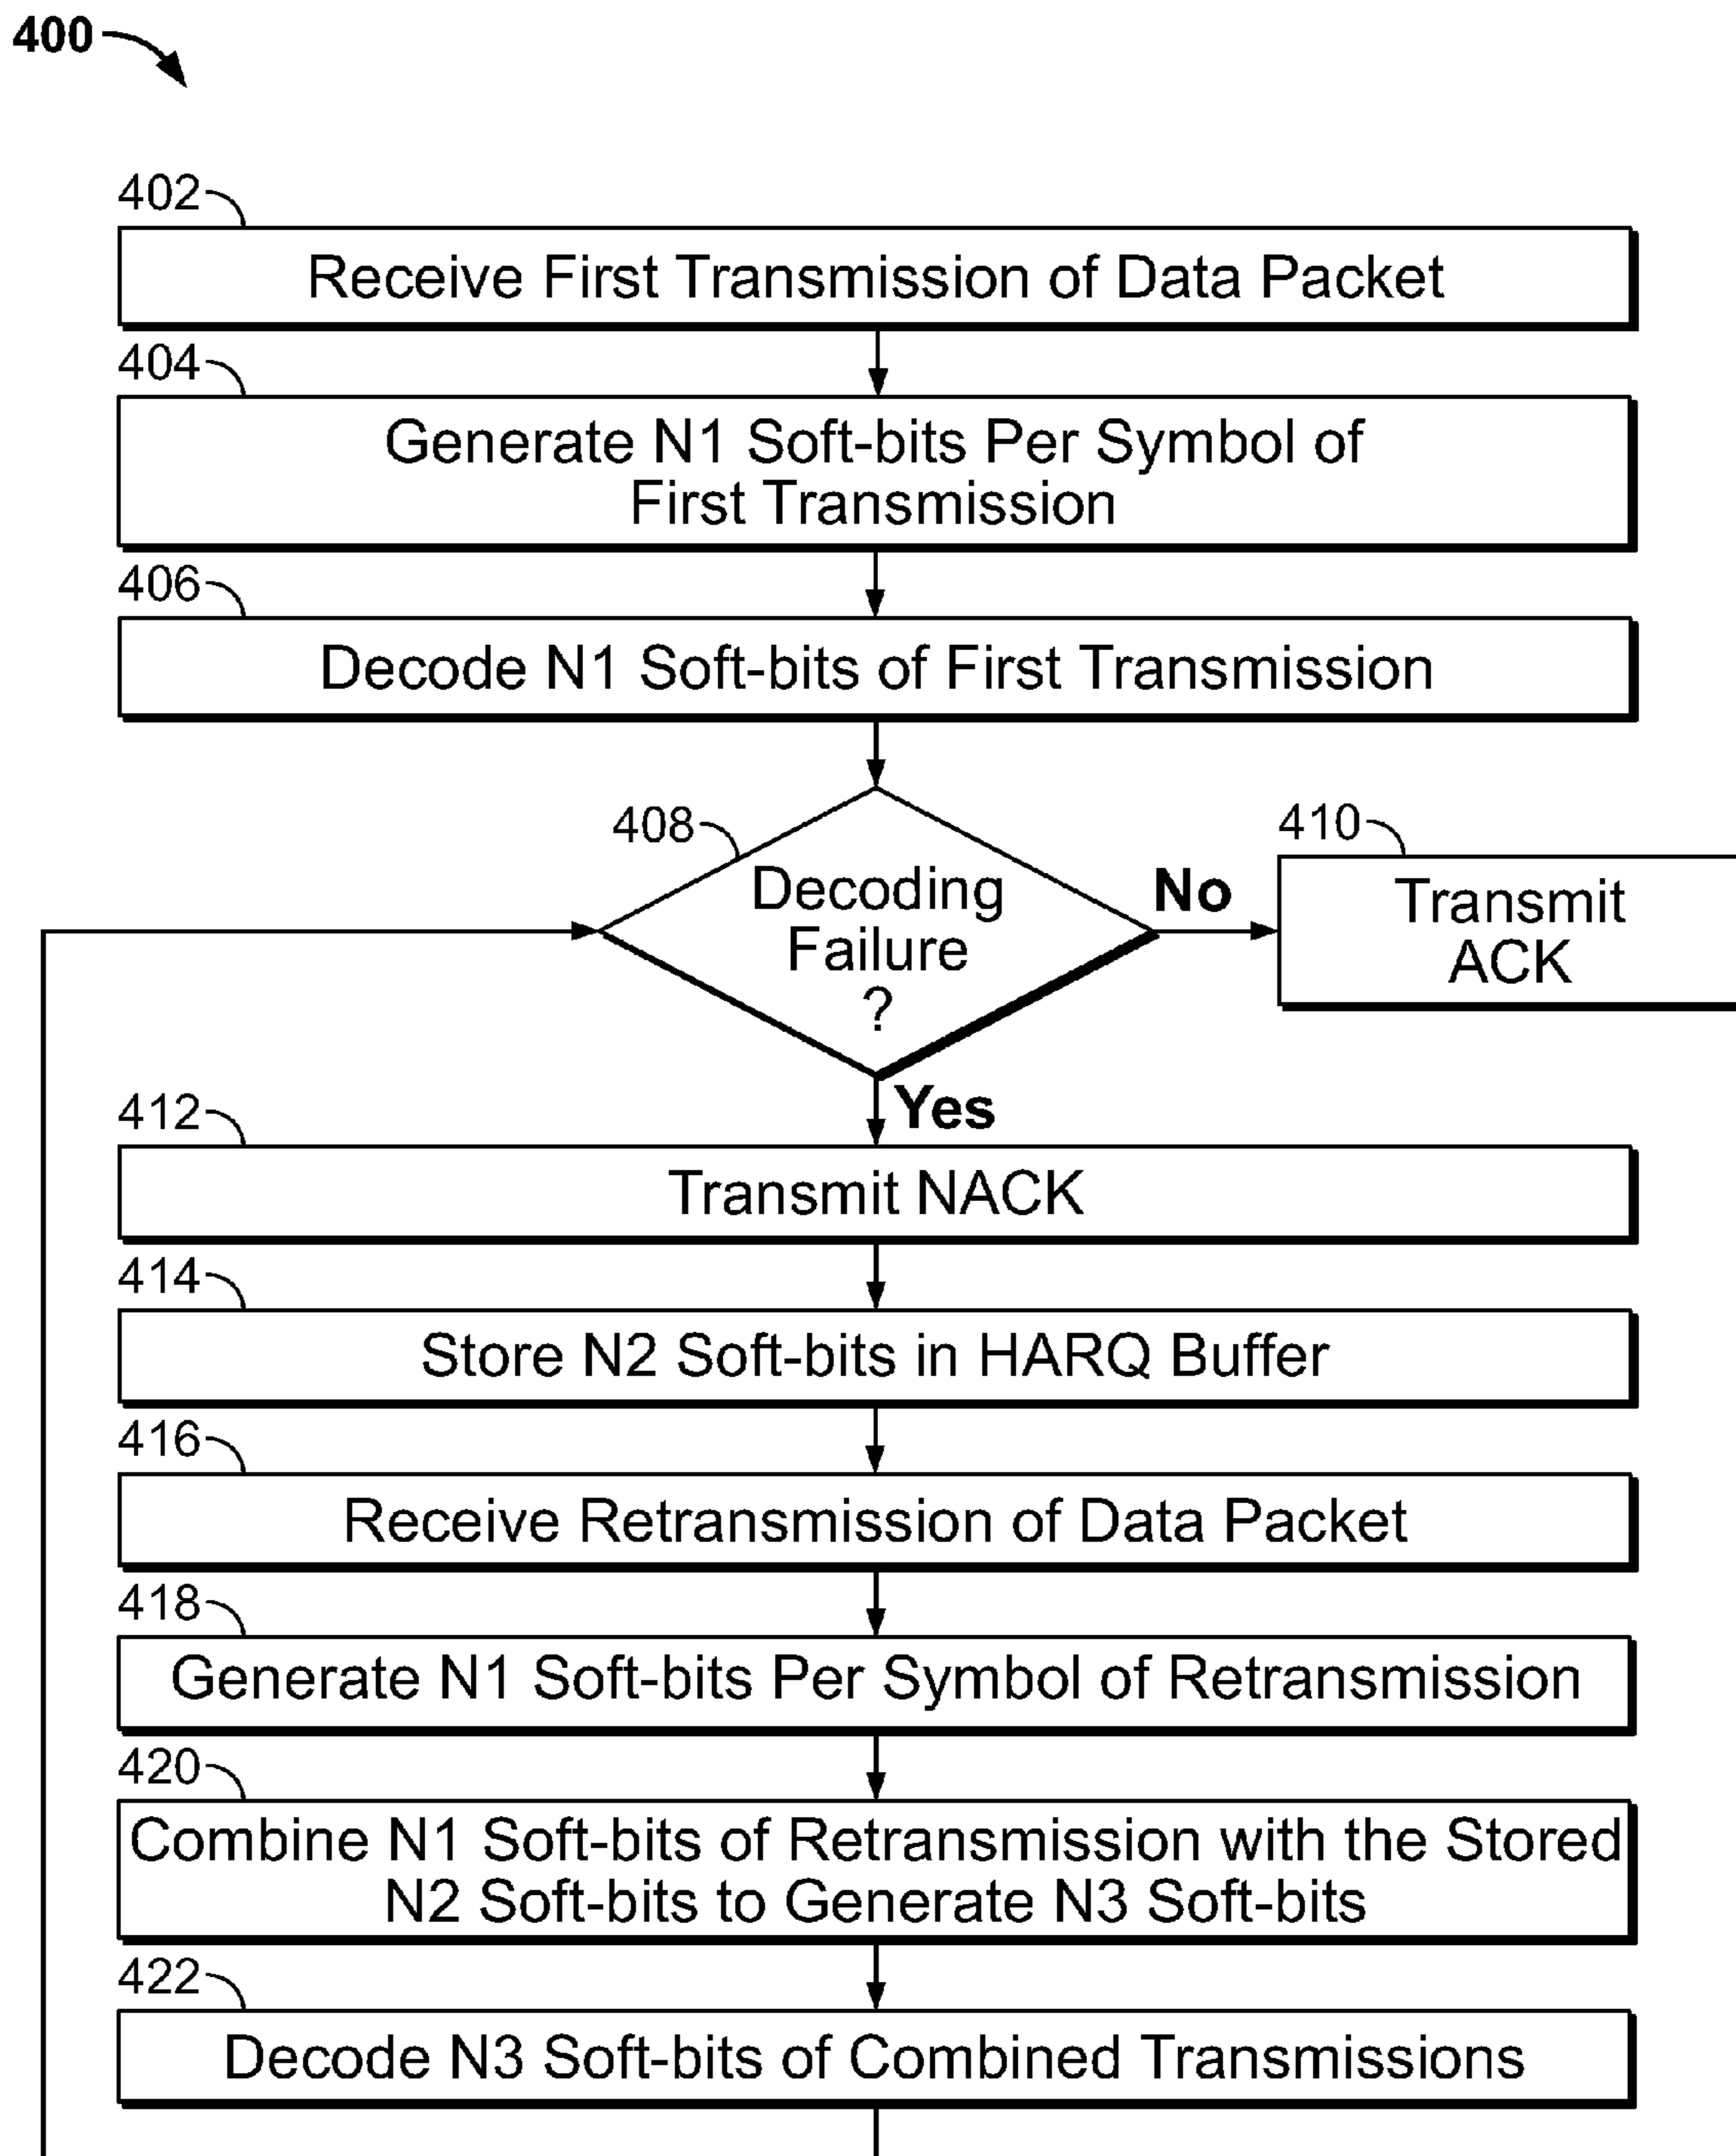 400
402
Receive First Transmission of Data Packet
404
Generate N1 Soft-bits Per Symbol of
First Transmission
406
Decode N1 Soft-bits of First Transmission
408
Decoding
Failure
?
No
410
Transmit
ACK
Yes
412
Transmit NACK
414
Store N2 Soft-bits in HARQ Buffer
416
Receive Retransmission of Data Packet
418
Generate N1 Soft-bits Per Symbol of Retransmission
420
Combine N1 Soft-bits of Retransmission with the Stored
N2 Soft-bits to Generate N3 Soft-bits
422
Decode N3 Soft-bits of Combined Transmissions